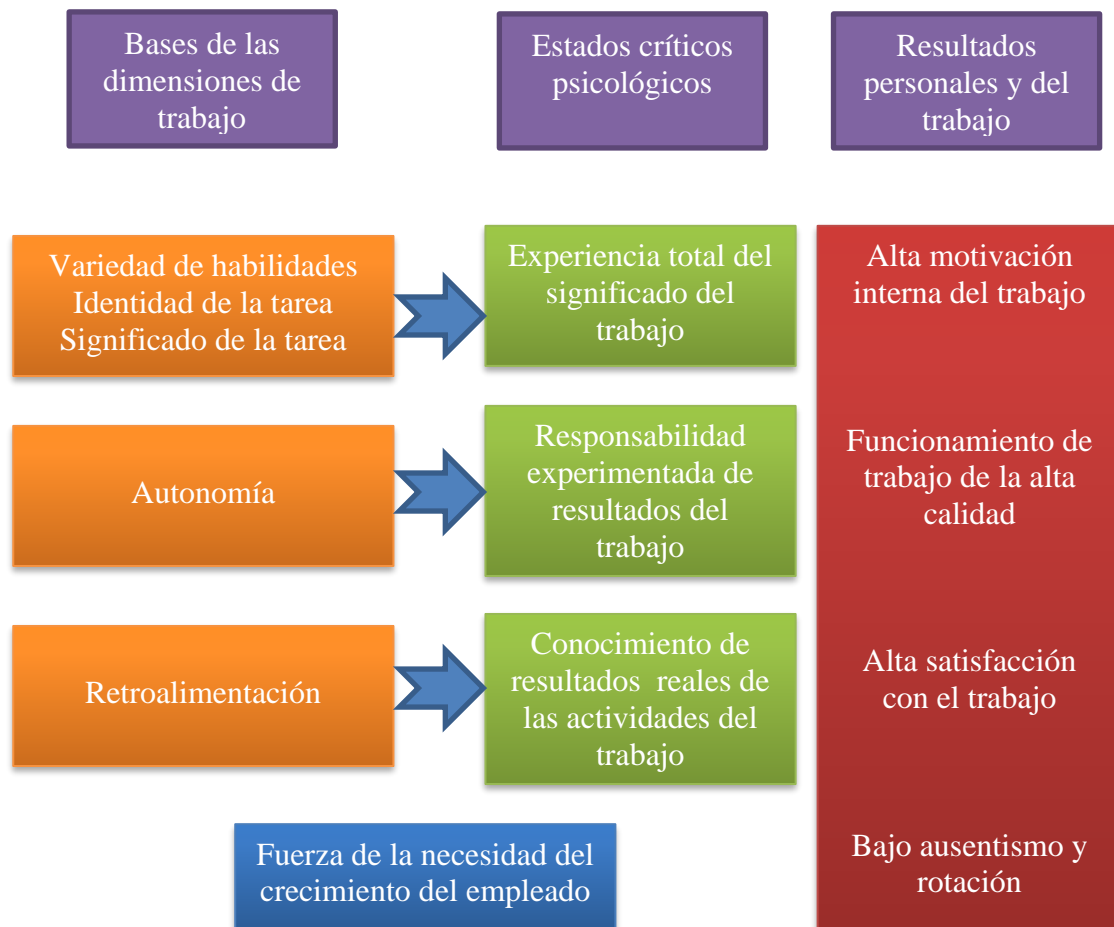 Bases de las
dimensiones de
trabajo
Estados críticos
psicológicos
Resultados
personales y del
trabajo
Variedad de habilidades
Identidad de la tarea
Significado de la tarea
Experiencia total del
significado del
trabajo
Alta motivación
interna del trabajo
Autonomía
Responsabilidad
experimentada de
resultados del
trabajo
Funcionamiento de
trabajo de la alta
calidad
Retroalimentación
Conocimiento de
resultados  reales de
las actividades del
trabajo
Alta satisfacción
con el trabajo
Fuerza de la necesidad del
crecimiento del empleado
Bajo ausentismo y
rotación